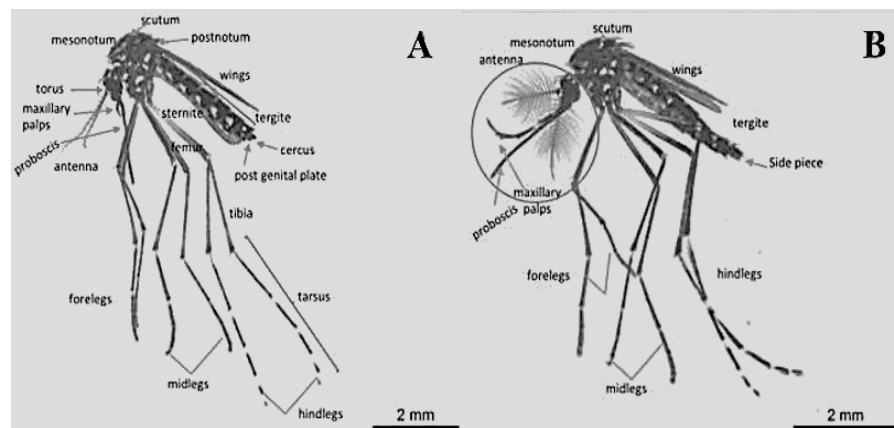 scutum
mesonotum
postnotum
A
wings
torus
maxillary
palps
sternite
tergite
proboscis
antenna
femur
cercus
post genital plate
tibia
forelegs
tarsus
midlegs
hindlegs
2 mm
scutum
mesonotum
B
antenna
wings
tergite
Side piece
maxillary
palps
proboscis
forelegs
hindlegs
midlegs
2 mm